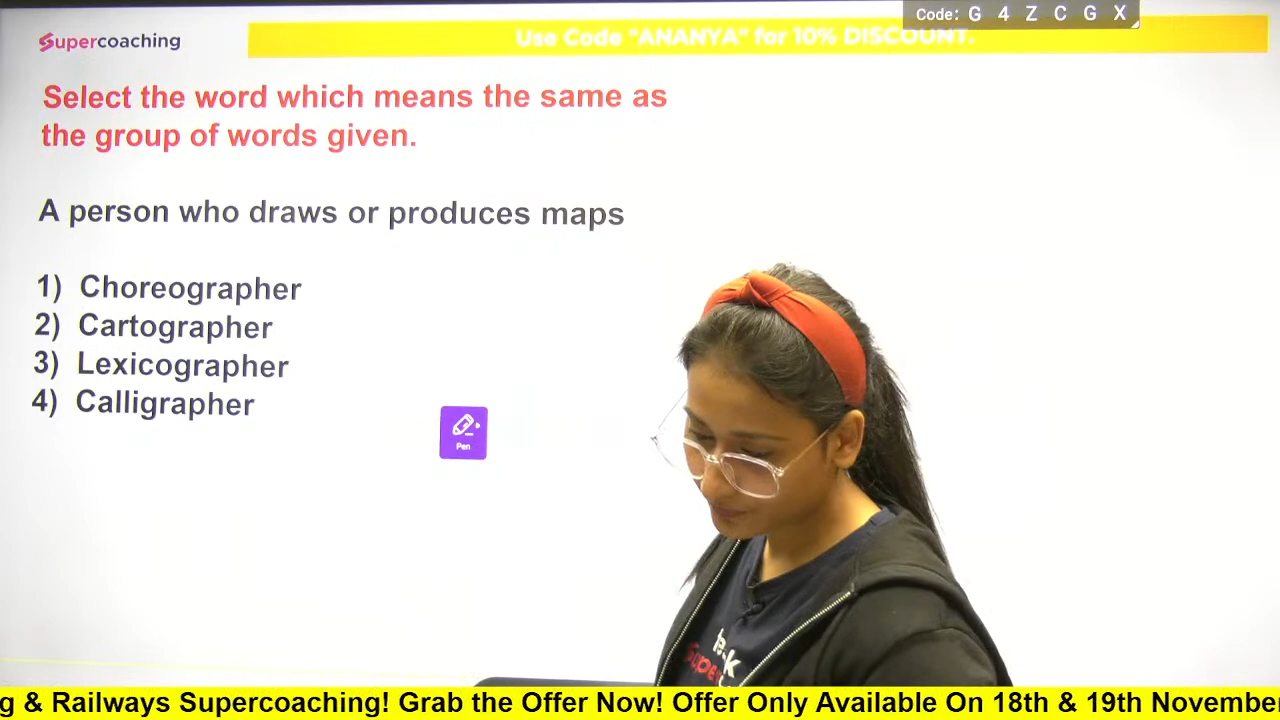 Code: G 4 Z C G X
Supercoaching
Use Code "ANANYA" for 10% DISCOUNT.
Select the word which means the same as
the group of words given.
A person who draws or produces maps
1) Choreographer
2) Cartographer
3) Lexicographer
4) Calligrapher
Pen
g & Railways Supercoaching! Grab the Offer Now! Offer Only Available On 18th & 19th November